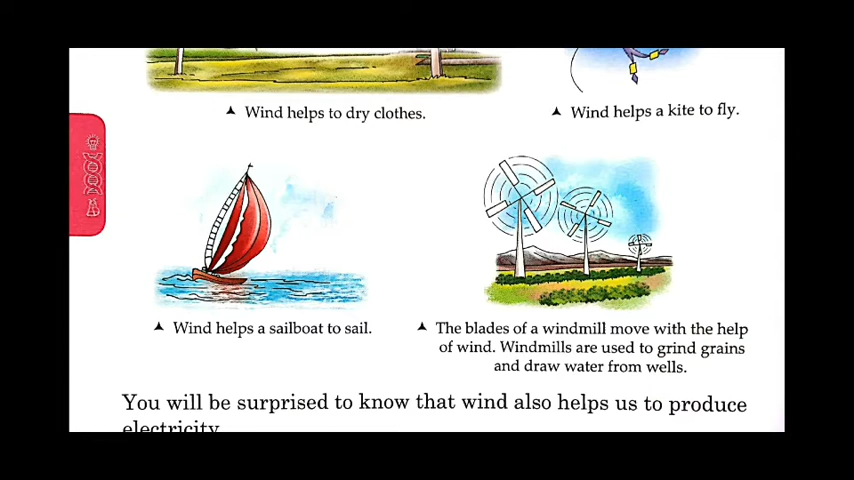 Wind helps to dry clothes.
Wind helps a kite to fly.
Wind helps a sailboat to sail.
The blades of a windmill move with the help
of wind. Windmills are used to grind grains
and draw water from wells.
You will be surprised to know that wind also helps us to produce
electricity